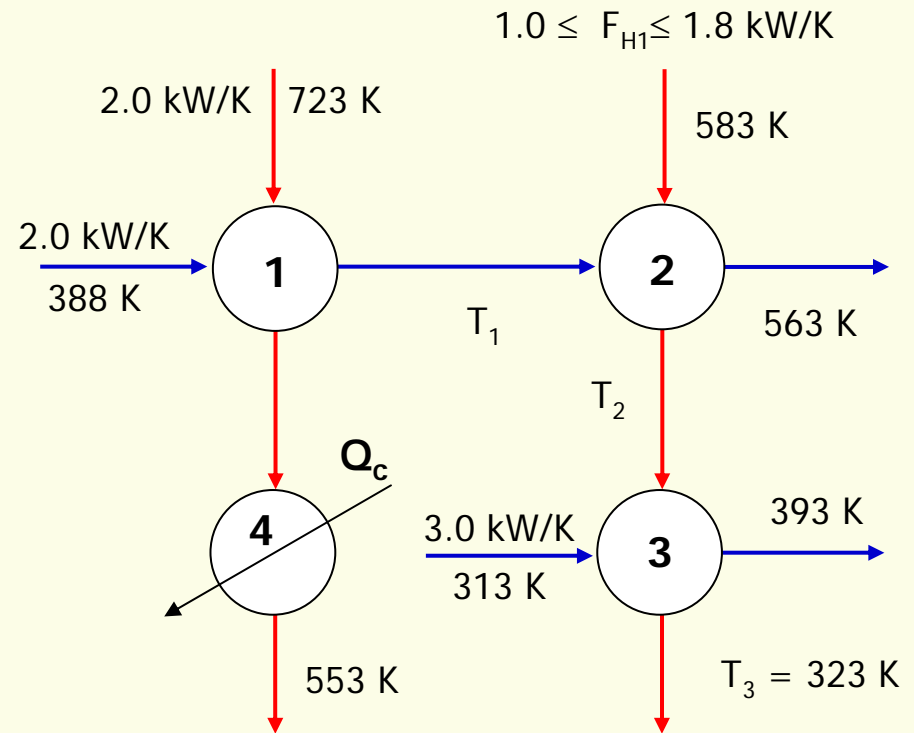 1.0 ≤ F_H1 ≤ 1.8 kW/K
2.0 kW/K 723 K
583 K
2.0 kW/K
388 K
1
T_1
2
563 K
T_2
Q_c
4
3.0 kW/K
313 K
3
393 K
553 K
T_3 = 323 K